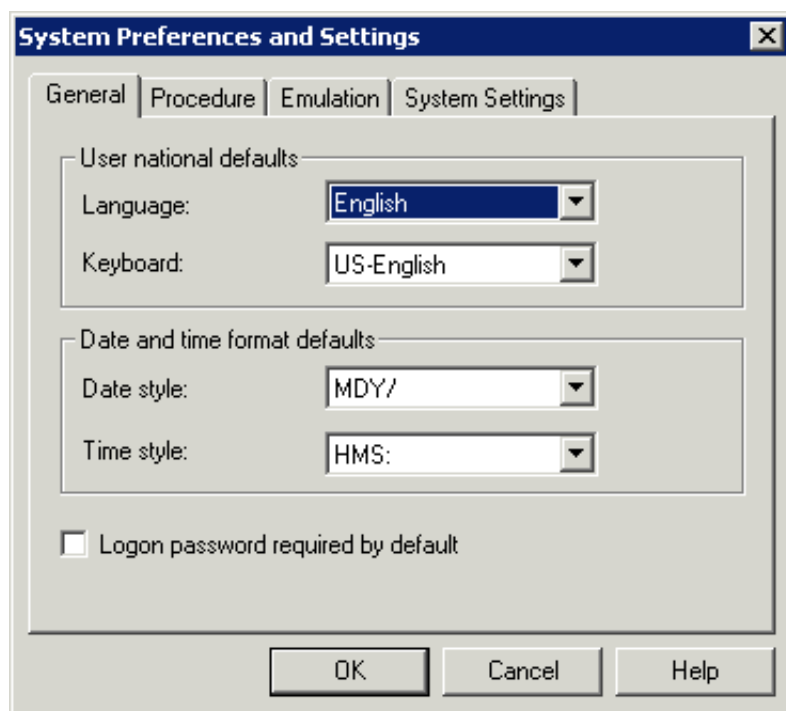 System Preferences and Settings
General Procedure Emulation System Settings
User national defaults
Language: English
Keyboard: US-English
Date and time format defaults
Date style: MDY/
Time style: HMS:
Logon password required by default
OK Cancel Help